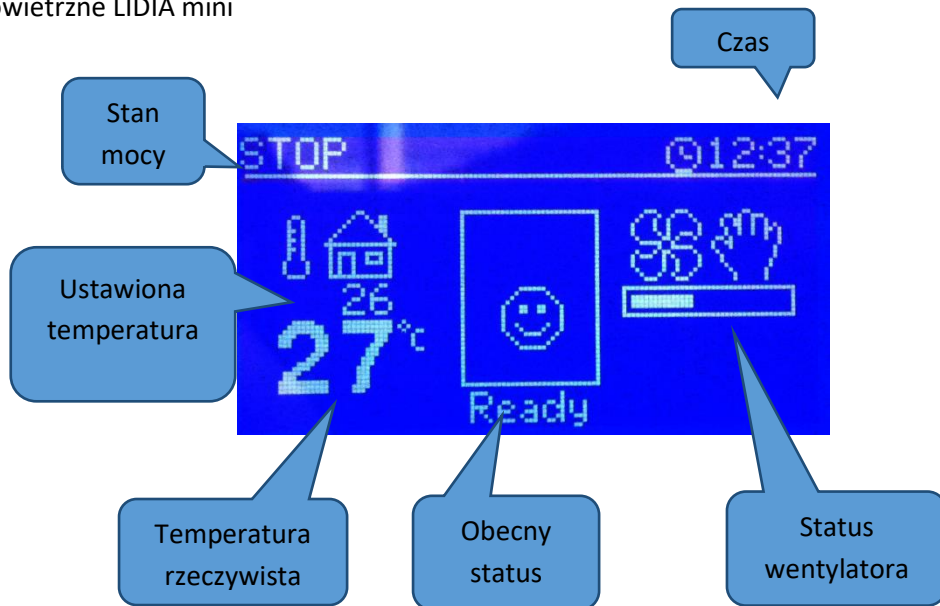 owietrzne LIDIA mini
Czas
Stan
mocy
STOP
12:37
Ustawiona
temperatura
26
27°C
Ready
Temperatura
rzeczywista
Obecny
status
Status
wentylatora